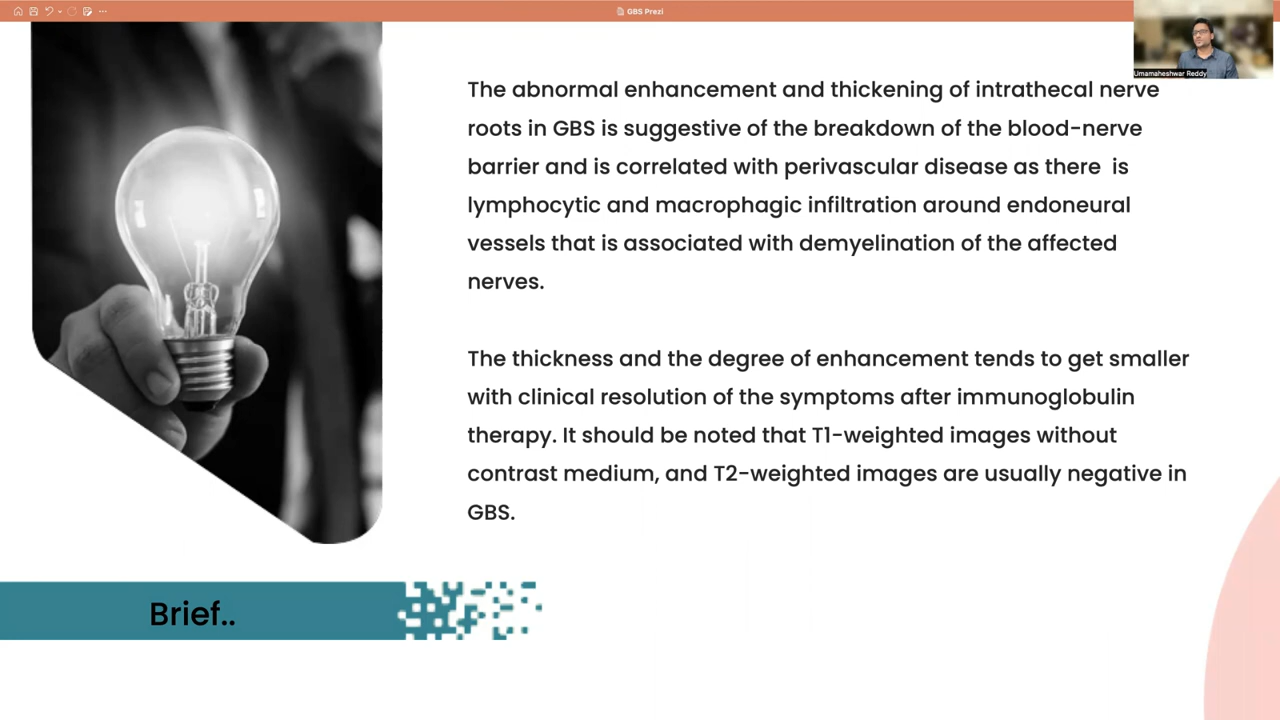 GBS Prezi
Umamaheshwar Reddy
The abnormal enhancement and thickening of intrathecal nerve
roots in GBS is suggestive of the breakdown of the blood-nerve
barrier and is correlated with perivascular disease as there is
lymphocytic and macrophagic infiltration around endoneural
vessels that is associated with demyelination of the affected
nerves.
The thickness and the degree of enhancement tends to get smaller
with clinical resolution of the symptoms after immunoglobulin
therapy. It should be noted that T1-weighted images without
contrast medium, and T2-weighted images are usually negative in
GBS.
Brief..